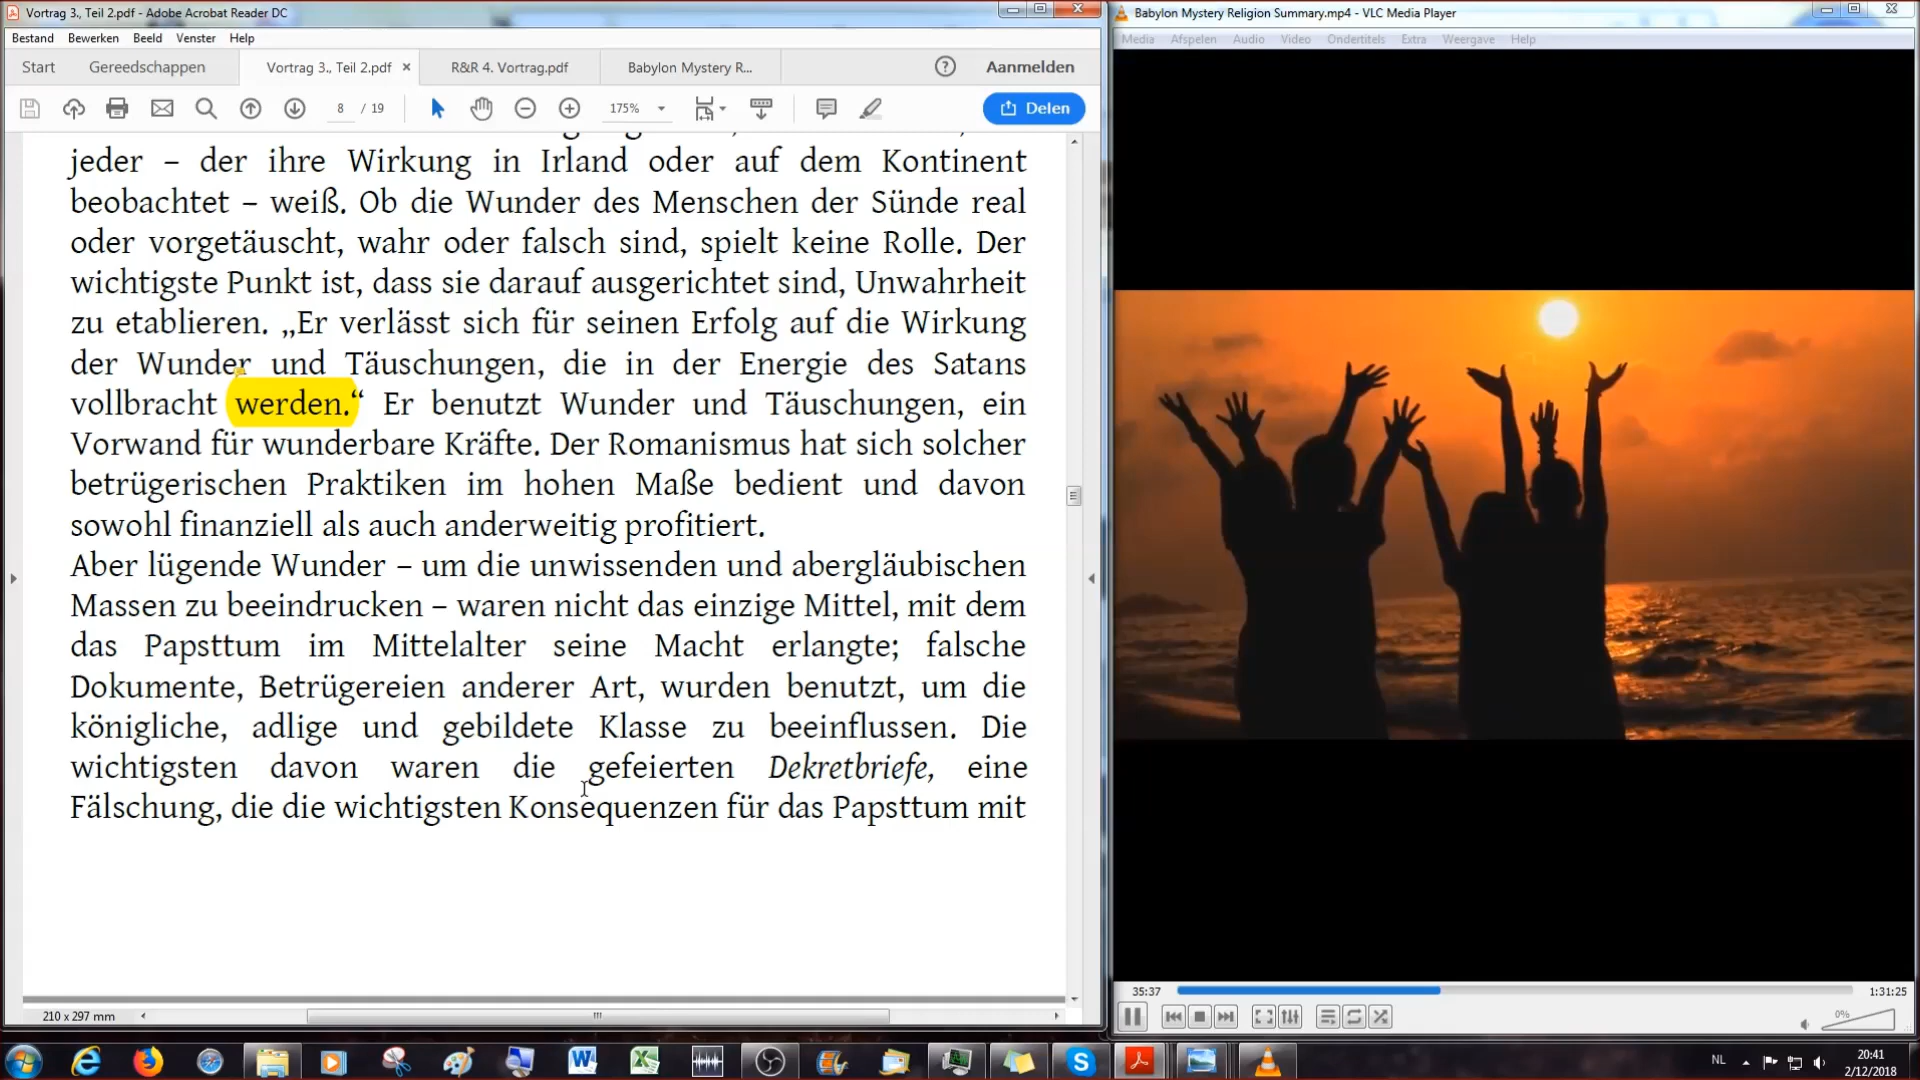 Vortrag 3., Teil 2.pdf - Adobe Acrobat Reader DC
Bestand Bewerken Beeld Venster Help
Start Gereedschappen Vortrag 3., Teil 2.pdf × R&R 4. Vortrag.pdf Babylon Mystery R... Aanmelden
8 / 19 175% Delen
jeder – der ihre Wirkung in Irland oder auf dem Kontinent
beobachtet – weiß. Ob die Wunder des Menschen der Sünde real
oder vorgetäuscht, wahr oder falsch sind, spielt keine Rolle. Der
wichtigste Punkt ist, dass sie darauf ausgerichtet sind, Unwahrheit
zu etablieren. „Er verlässt sich für seinen Erfolg auf die Wirkung
der Wunder und Täuschungen, die in der Energie des Satans
vollbracht werden.“ Er benutzt Wunder und Täuschungen, ein
Vorwand für wunderbare Kräfte. Der Romanismus hat sich solcher
betrügerischen Praktiken im hohen Maße bedient und davon
sowohl finanziell als auch anderweitig profitiert.
Aber lügende Wunder – um die unwissenden und abergläubischen
Massen zu beeindrucken – waren nicht das einzige Mittel, mit dem
das Papsttum im Mittelalter seine Macht erlangte; falsche
Dokumente, Betrügereien anderer Art, wurden benutzt, um die
königliche, adlige und gebildete Klasse zu beeinflussen. Die
wichtigsten davon waren die gefeierten Dekretbriefe, eine
Fälschung, die die wichtigsten Konsequenzen für das Papsttum mit
210 x 297 mm
Babylon Mystery Religion Summary.mp4 - VLC Media Player
Media Afspelen Audio Video Ondertitels Extra Weergave Help
35:37 1:31:25
0%
NL 20:41
2/12/2018